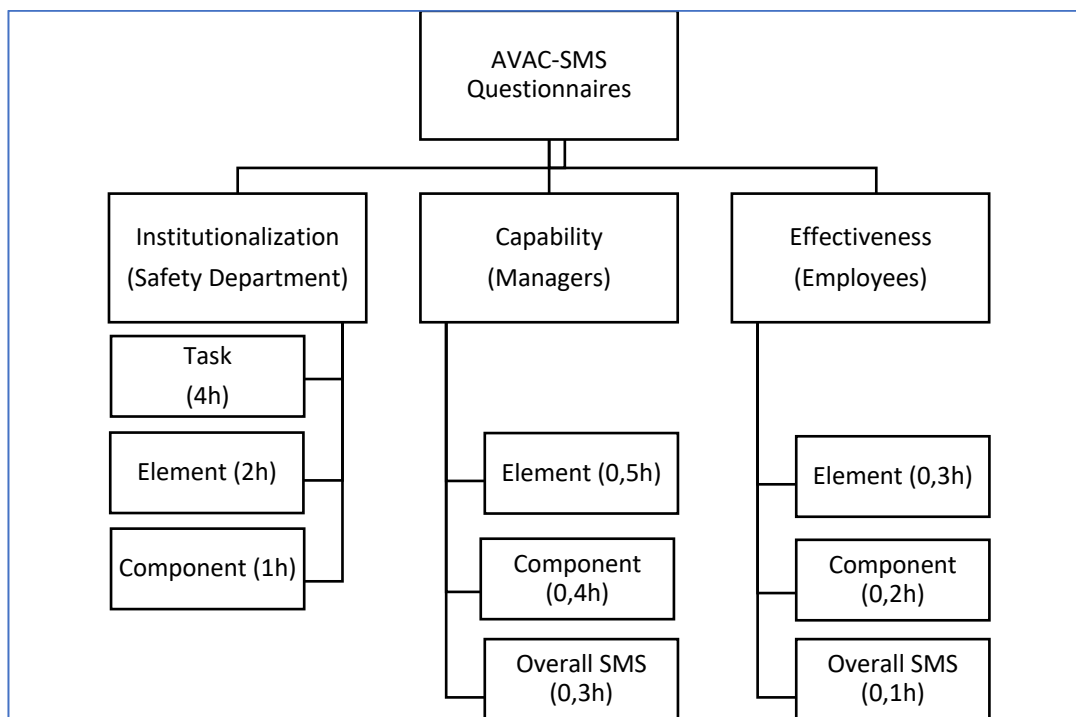 AVAC-SMS
Questionnaires
Institutionalization
(Safety Department)
Task
(4h)
Element (2h)
Component (1h)
Capability
(Managers)
Element (0,5h)
Component
(0,4h)
Overall SMS
(0,3h)
Effectiveness
(Employees)
Element (0,3h)
Component
(0,2h)
Overall SMS
(0,1h)